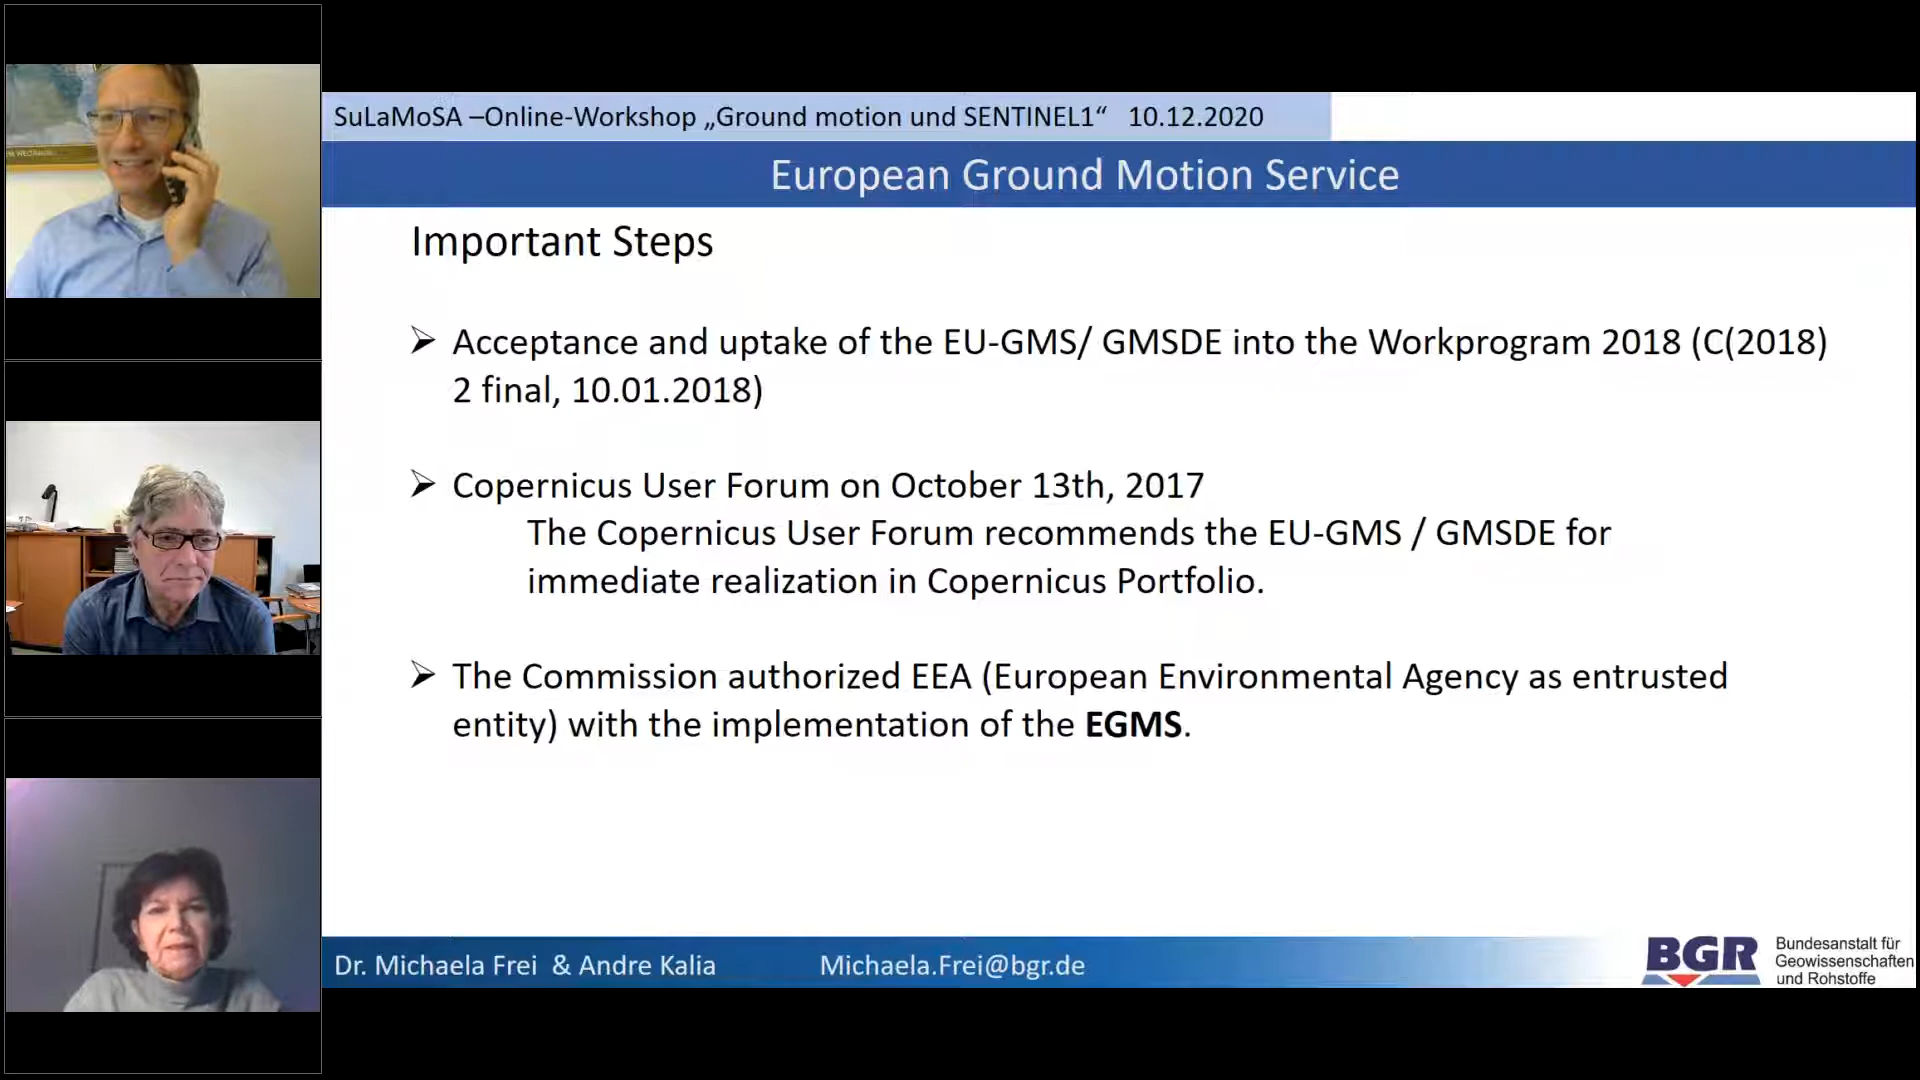 SuLaMoSA –Online-Workshop „Ground motion und SENTINEL1“ 10.12.2020
European Ground Motion Service
Important Steps
➢ Acceptance and uptake of the EU-GMS/ GMSDE into the Workprogram 2018 (C(2018)
2 final, 10.01.2018)
➢ Copernicus User Forum on October 13th, 2017
The Copernicus User Forum recommends the EU-GMS / GMSDE for
immediate realization in Copernicus Portfolio.
➢ The Commission authorized EEA (European Environmental Agency as entrusted
entity) with the implementation of the EGMS.
Dr. Michaela Frei & Andre Kalia Michaela.Frei@bgr.de
BGR
Bundesanstalt für
Geowissenschaften
und Rohstoffe